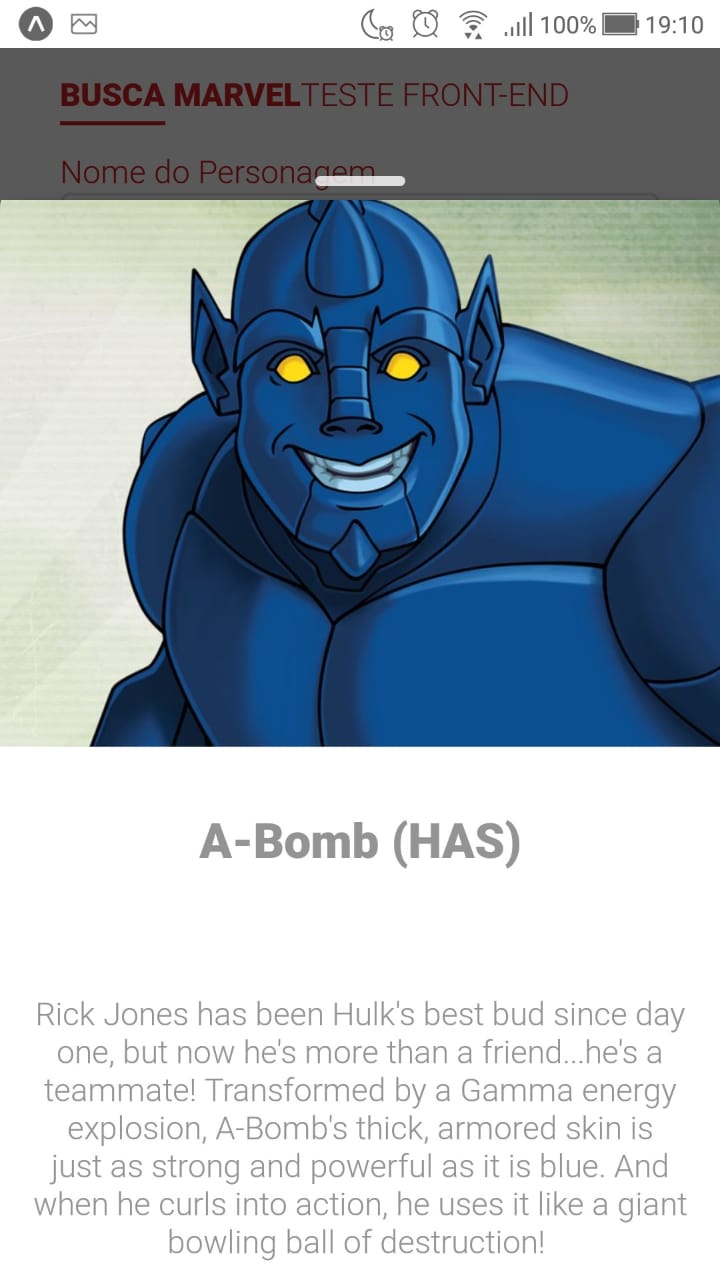 100% 19:10
BUSCA MARVEL TESTE FRONT-END
Nome do Personagem
A-Bomb (HAS)
Rick Jones has been Hulk's best bud since day
one, but now he's more than a friend...he's a
teammate! Transformed by a Gamma energy
explosion, A-Bomb's thick, armored skin is
just as strong and powerful as it is blue. And
when he curls into action, he uses it like a giant
bowling ball of destruction!